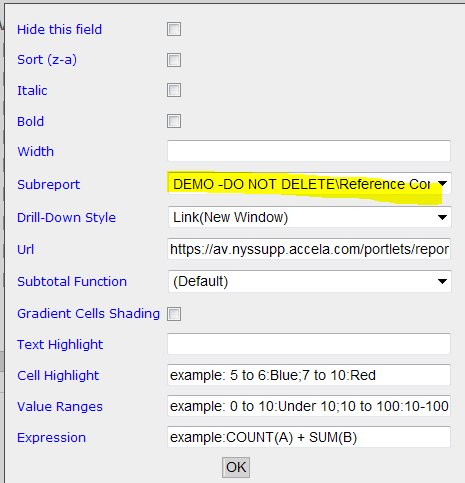 Hide this field
Sort (z-a)
Italic
Bold
Width
Subreport DEMO -DO NOT DELETE\Reference Cor
Drill-Down Style Link(New Window)
Url https://av.nyssupp.accela.com/portlets/repor
Subtotal Function (Default)
Gradient Cells Shading
Text Highlight
Cell Highlight example: 5 to 6:Blue;7 to 10:Red
Value Ranges example: 0 to 10:Under 10;10 to 100:10-100
Expression example:COUNT(A) + SUM(B)
OK